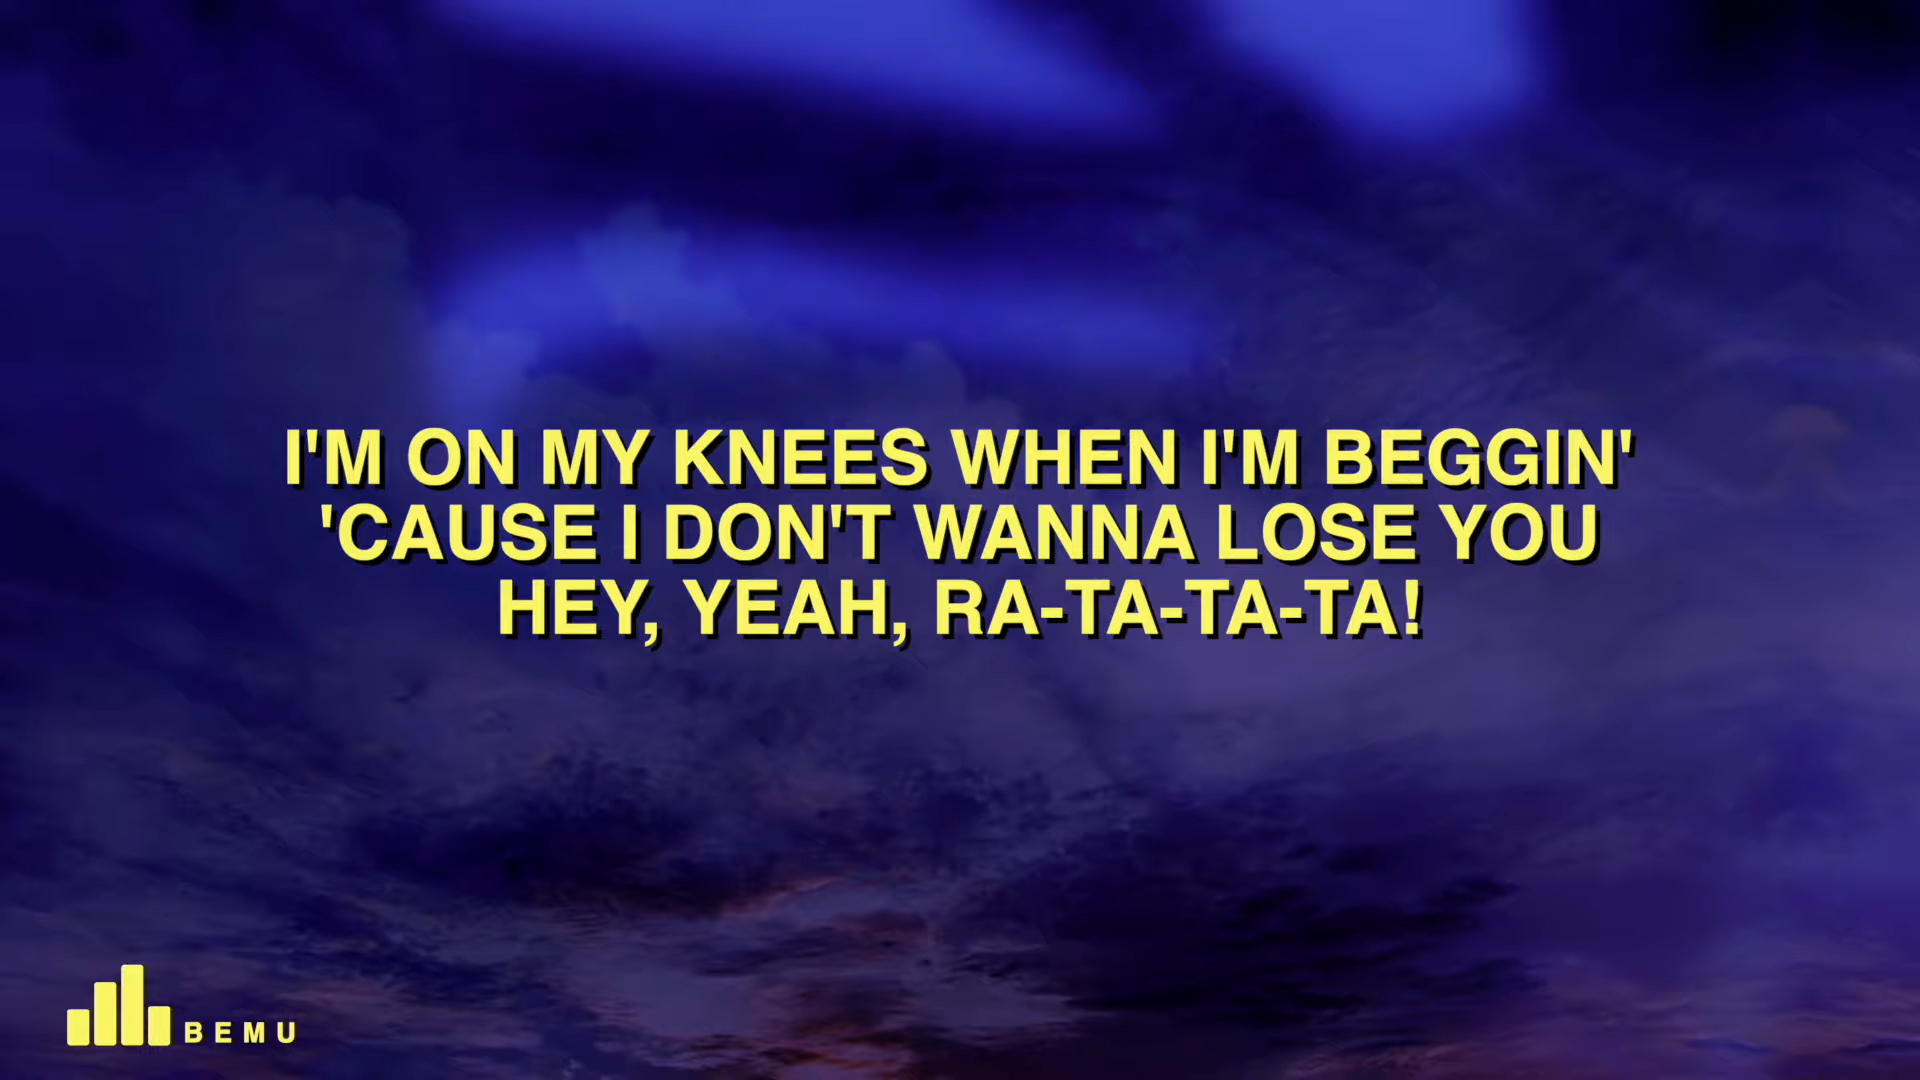 I'M ON MY KNEES WHEN I'M BEGGIN'
'CAUSE I DON'T WANNA LOSE YOU
HEY, YEAH, RA-TA-TA-TA!
BEMU